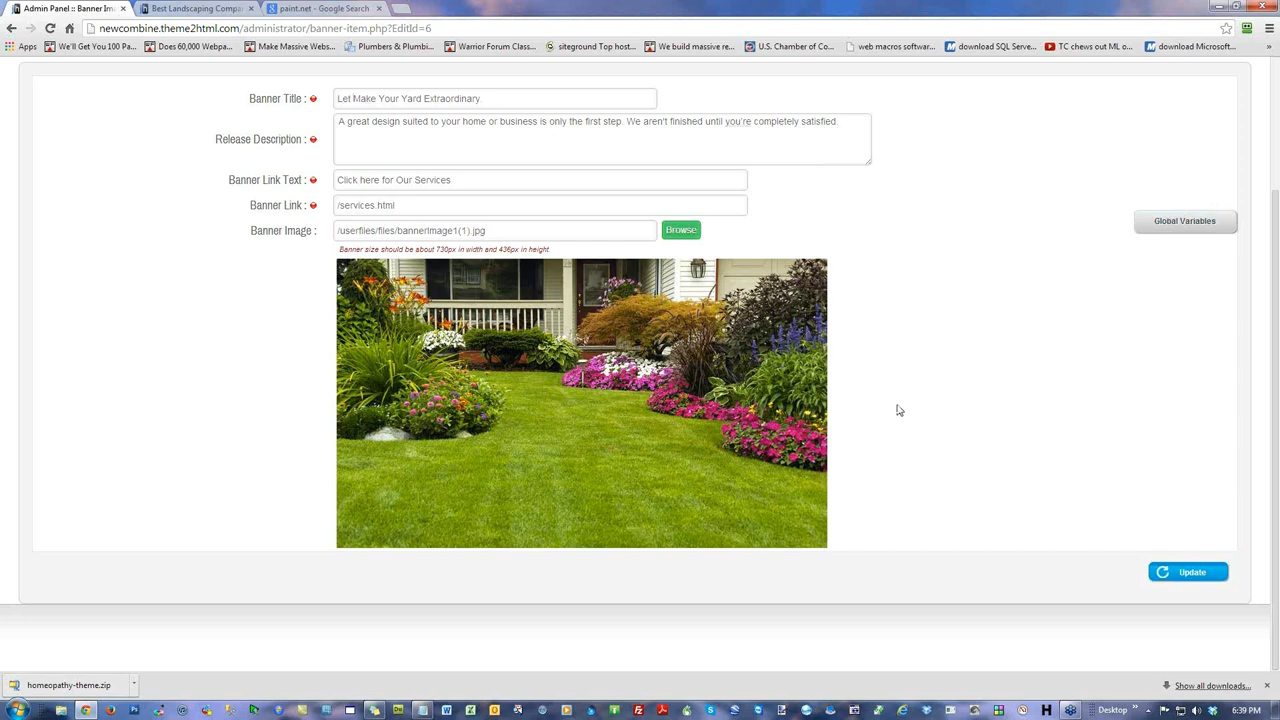 Admin Panel :: Banner Im
Best Landscaping Compa
paint.net - Google Search
newcombine.theme2html.com/administrator/banner-item.php?EditId=6
Apps
We'll Get You 100 Pa...
Does 60,000 Webpa...
Make Massive Webs...
Plumbers & Plumbi...
Warrior Forum Class...
siteground Top host...
We build massive re...
U.S. Chamber of Co...
web macros softwar...
download SQL Serve...
TC chews out ML o...
download Microsoft...
Banner Title :
Let Make Your Yard Extraordinary.
Release Description :
A great design suited to your home or business is only the first step. We aren't finished until you're completely satisfied.
Banner Link Text :
Click here for Our Services
Banner Link :
/services.html
Global Variables
Banner Image :
/userfiles/files/bannerImage1(1).jpg
Browse
Banner size should be about 730px in width and 436px in height.
Update
homeopathy-theme.zip
Show all downloads...
Desktop
6:39 PM